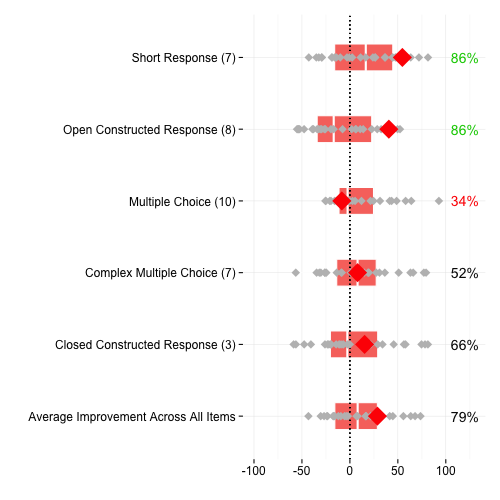 Short Response (7) 86%
Open Constructed Response (8) 86%
Multiple Choice (10) 34%
Complex Multiple Choice (7) 52%
Closed Constructed Response (3) 66%
Average Improvement Across All Items 79%
-100 -50 0 50 100